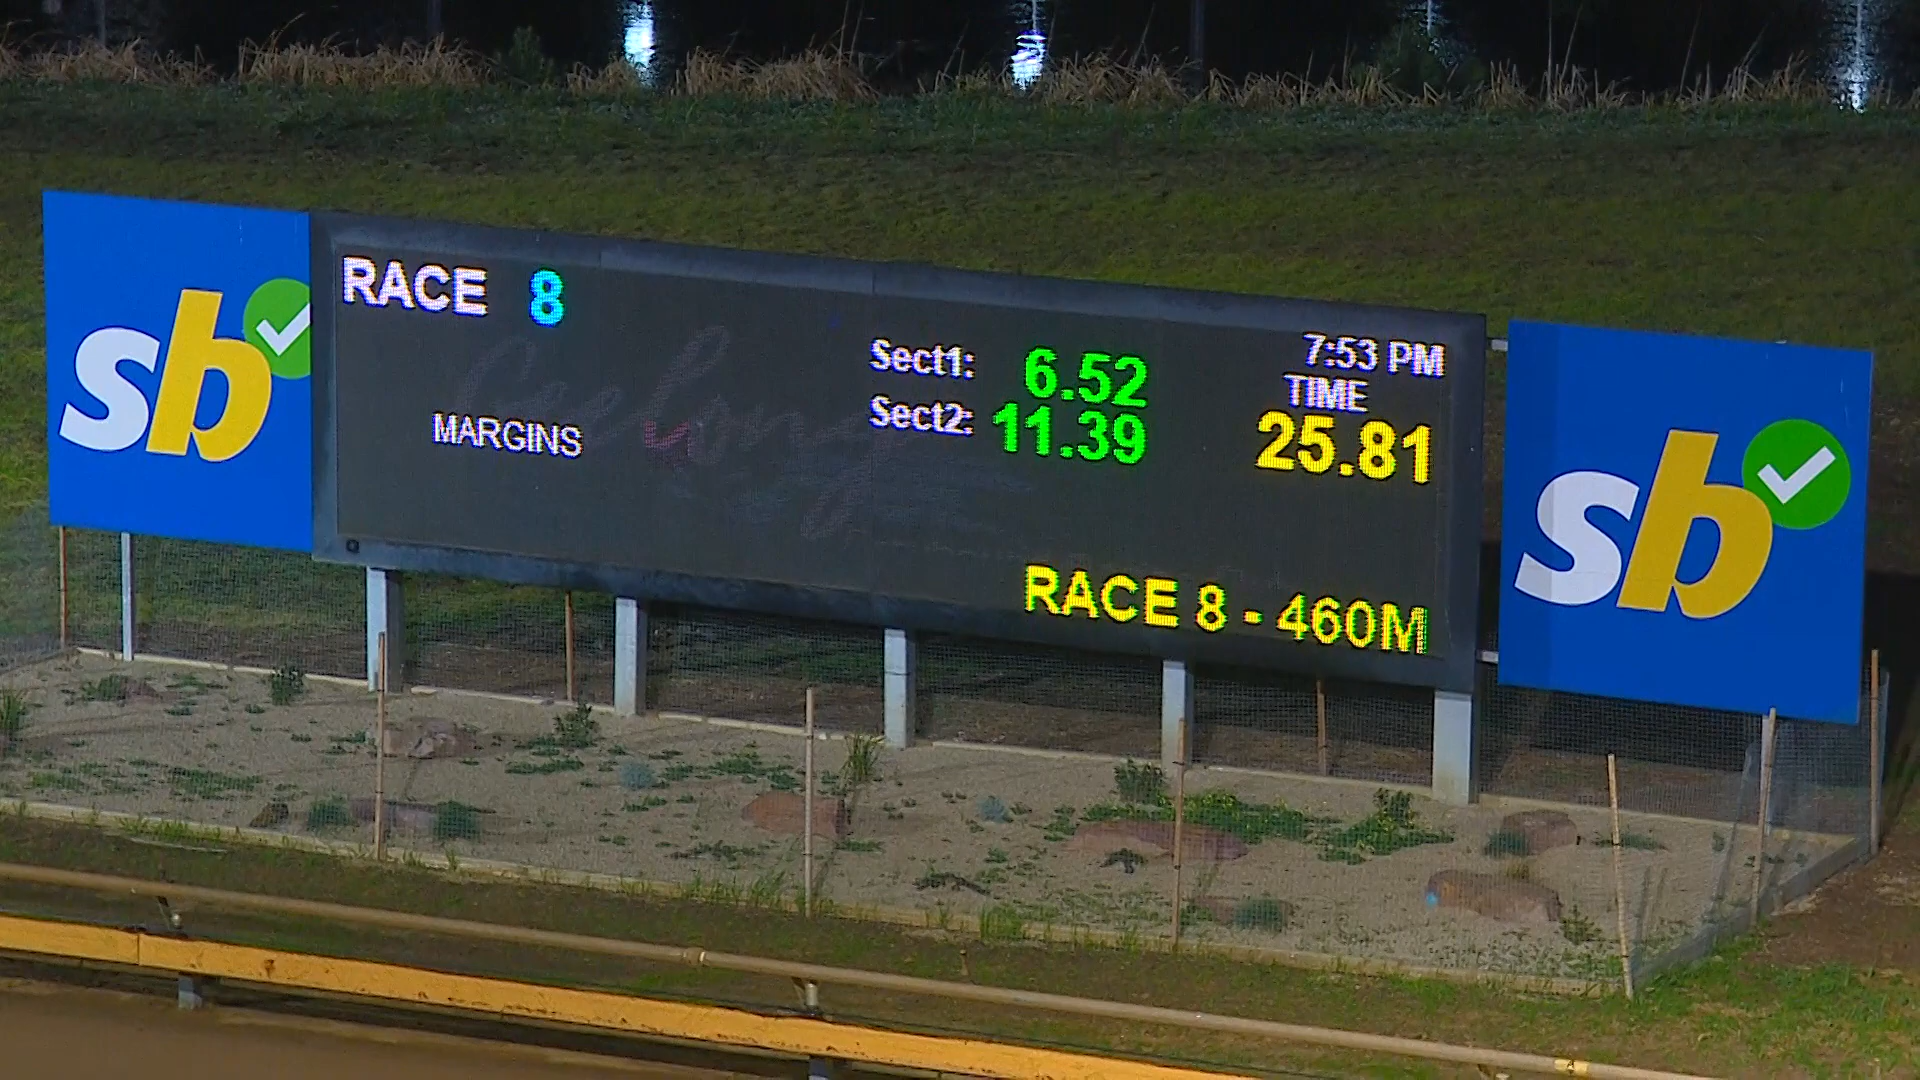 sb
RACE 8
7:53 PM
Sect1: 6.52
TIME
Sect2: 11.39
25.81
MARGINS
RACE 8 - 460M
sb